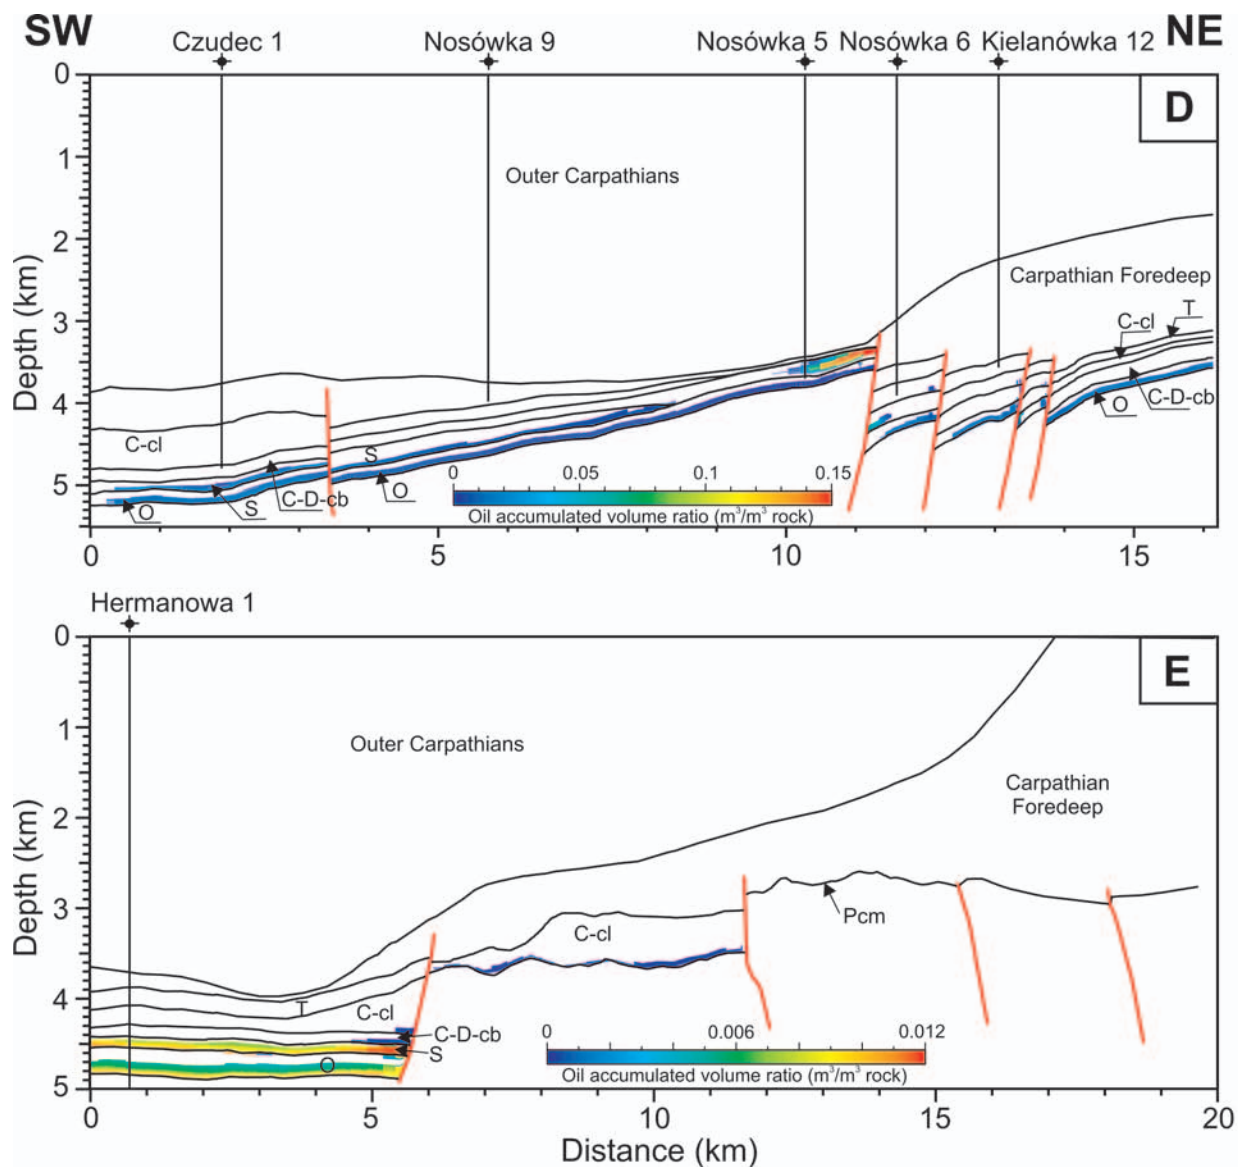 SW
NE
Czudec 1
Nosówka 9
Nosówka 5
Nosówka 6
Kielanówka 12
D
0
1
2
3
4
5
Depth (km)
Outer Carpathians
Carpathian Foredeep
C-cl
T
C-cl
C-D-cb
O
S
C-D-cb
O
S
O
0 0.05 0.1 0.15
Oil accumulated volume ratio (m³/m³ rock)
0 5 10 15
Hermanowa 1
E
0
1
2
3
4
5
Depth (km)
Outer Carpathians
Carpathian
Foredeep
Pcm
C-cl
T
C-cl
C-D-cb
S
O
0 0.006 0.012
Oil accumulated volume ratio (m³/m³ rock)
0 5 10 15 20
Distance (km)